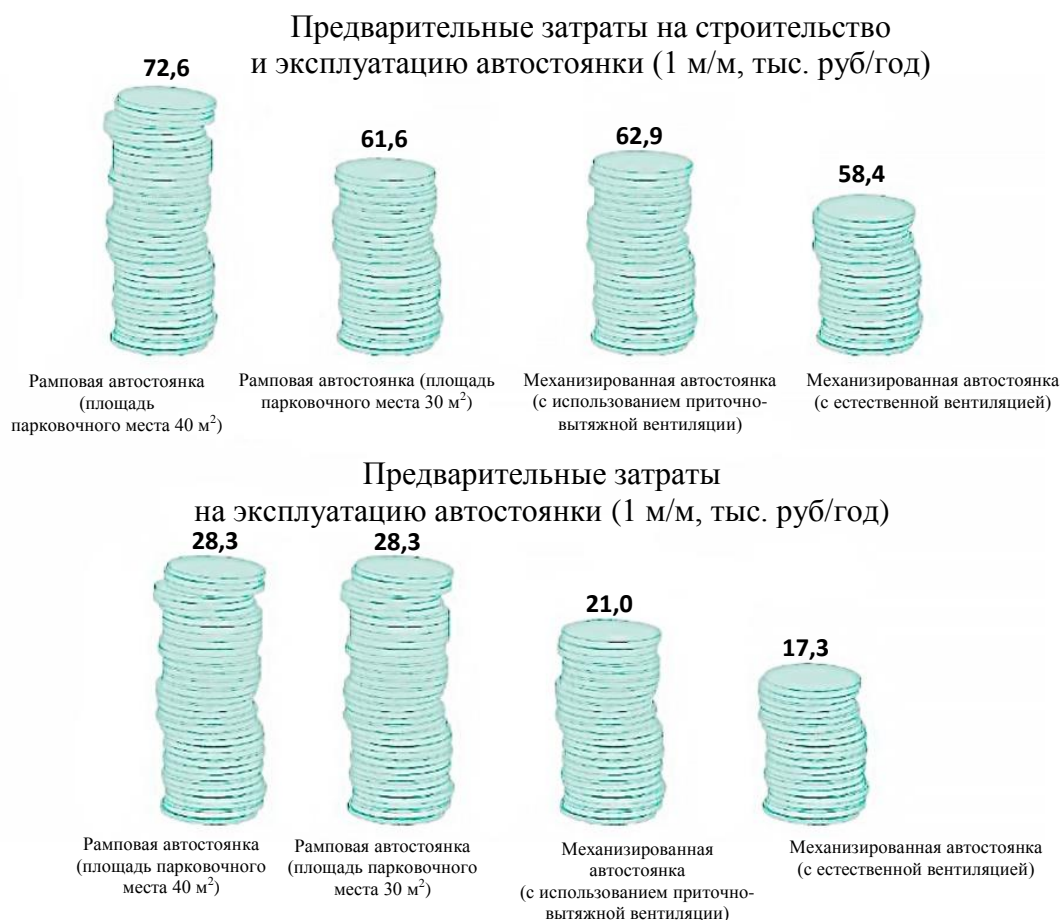 Предварительные затраты на строительство
и эксплуатацию автостоянки (1 м/м, тыс. руб/год)
72,6
61,6
62,9
58,4
Рамповая автостоянка
(площадь
парковочного места 40 м²)
Рамповая автостоянка (площадь
парковочного места 30 м²)
Механизированная автостоянка
(с использованием приточно-
вытяжной вентиляции)
Механизированная автостоянка
(с естественной вентиляцией)
Предварительные затраты
на эксплуатацию автостоянки (1 м/м, тыс. руб/год)
28,3
28,3
21,0
17,3
Рамповая автостоянка
(площадь парковочного
места 40 м²)
Рамповая автостоянка
(площадь парковочного
места 30 м²)
Механизированная
автостоянка
(с использованием приточно-
вытяжной вентиляции)
Механизированная автостоянка
(с естественной вентиляцией)